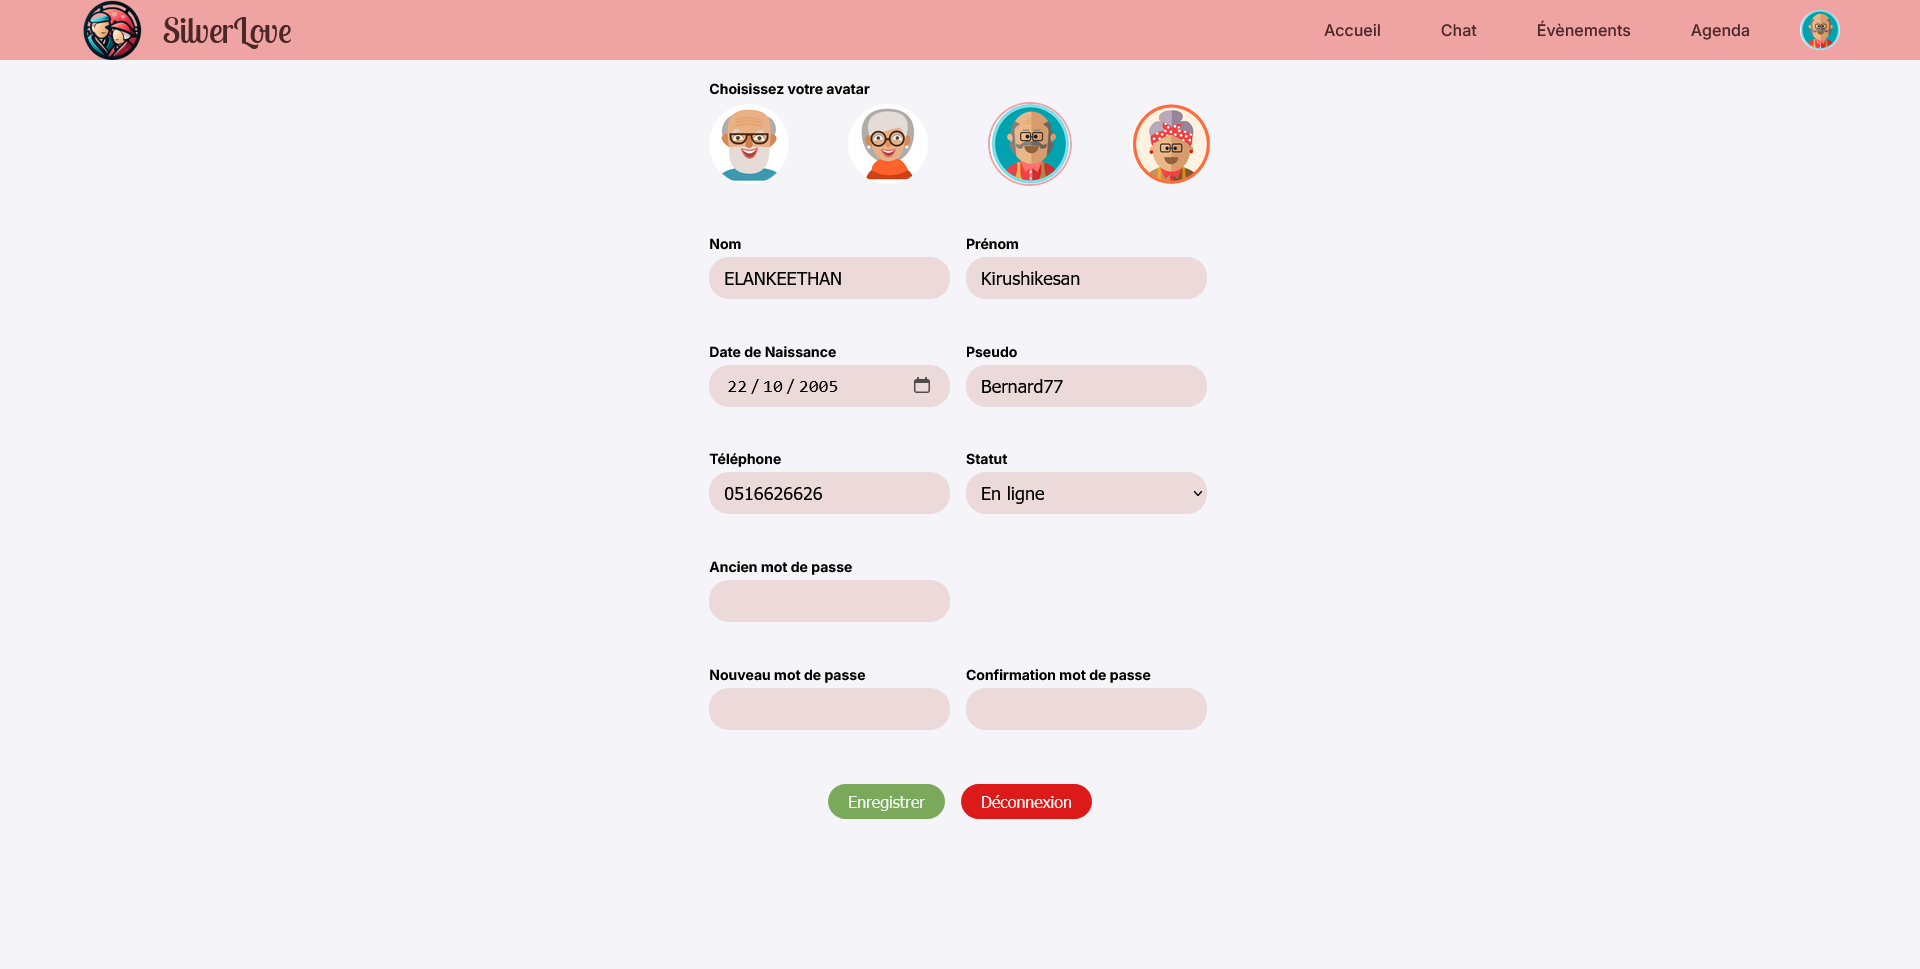 SilverLove
Accueil Chat Évènements Agenda
Choisissez votre avatar
Nom Prénom
ELANKEETHAN Kirushikesan
Date de Naissance Pseudo
22/10/2005 Bernard77
Téléphone Statut
0516626626 En ligne
Ancien mot de passe
Nouveau mot de passe Confirmation mot de passe
Enregistrer Déconnexion